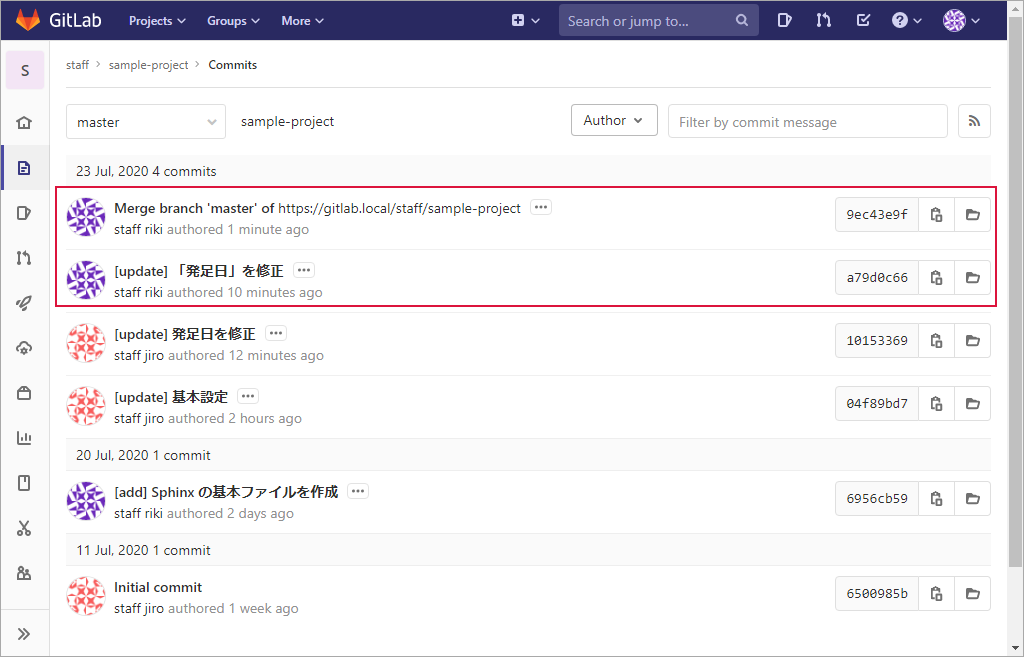 GitLab Projects Groups More Search or jump to... ?
S staff > sample-project > Commits
master sample-project Author Filter by commit message
23 Jul, 2020 4 commits
Merge branch 'master' of https://gitlab.local/staff/sample-project ••• 9ec43e9f
staff riki authored 1 minute ago
[update] 「発足日」を修正 ••• a79d0c66
staff riki authored 10 minutes ago
[update] 発足日を修正 ••• 10153369
staff jiro authored 12 minutes ago
[update] 基本設定 ••• 04f89bd7
staff jiro authored 2 hours ago
20 Jul, 2020 1 commit
[add] Sphinx の基本ファイルを作成 ••• 6956cb59
staff riki authored 2 days ago
11 Jul, 2020 1 commit
Initial commit 6500985b
staff jiro authored 1 week ago